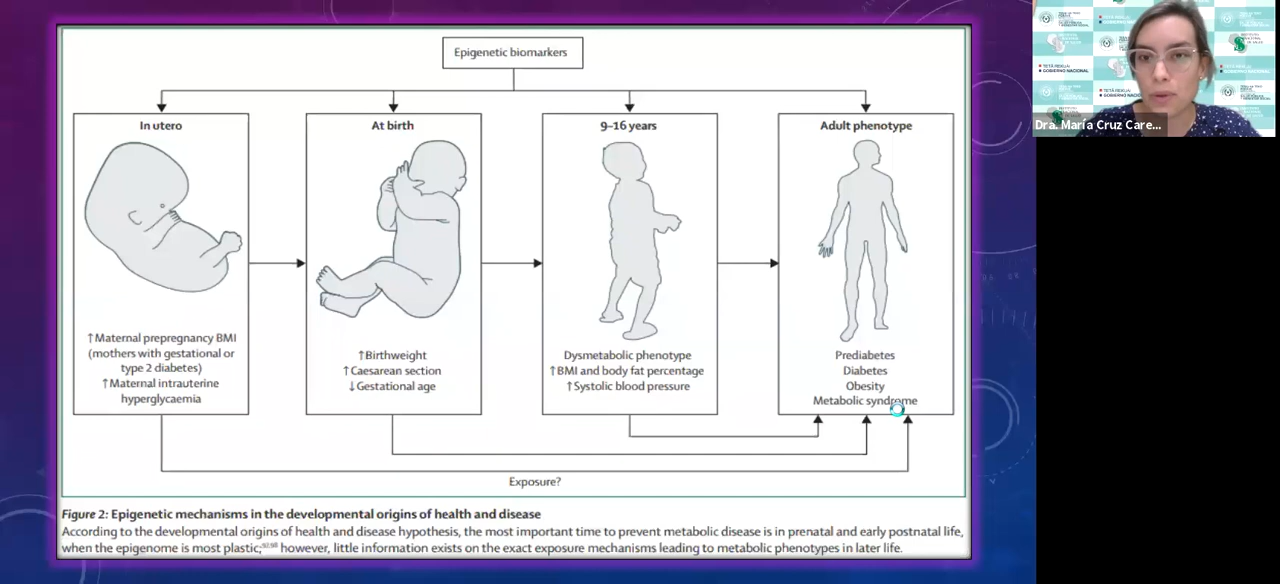 Epigenetic biomarkers
In utero
↑Maternal prepregnancy BMI
(mothers with gestational or
type 2 diabetes)
↑Maternal intrauterine
hyperglycaemia
At birth
↑Birthweight
↑Caesarean section
↓Gestational age
9–16 years
Dysmetabolic phenotype
↑BMI and body fat percentage
↑Systolic blood pressure
Adult phenotype
Prediabetes
Diabetes
Obesity
Metabolic syndrome
Exposure?
Figure 2: Epigenetic mechanisms in the developmental origins of health and disease
According to the developmental origins of health and disease hypothesis, the most important time to prevent metabolic disease is in prenatal and early postnatal life,
when the epigenome is most plastic; however, little information exists on the exact exposure mechanisms leading to metabolic phenotypes in later life.
Dra. María Cruz Care...
GOBIERNO NACIONAL
GOBIERNO NACIONAL